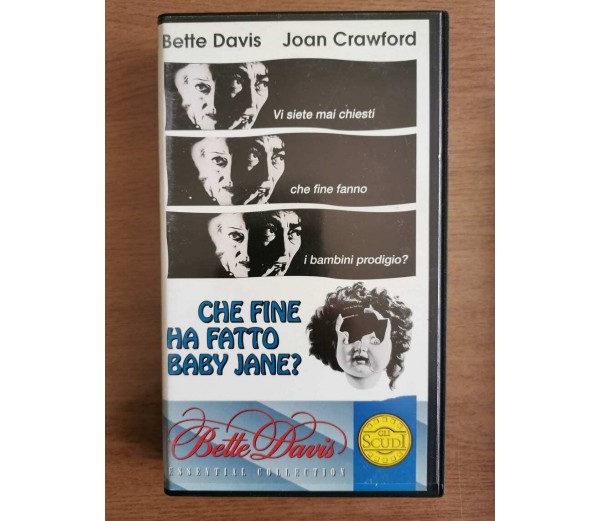 Bette Davis Joan Crawford
Vi siete mai chiesti
che fine fanno
i bambini prodigio?
CHE FINE
HA FATTO
BABY JANE?
Bette Davis
ESSENTIAL COLLECTION
GLI
SCUDI